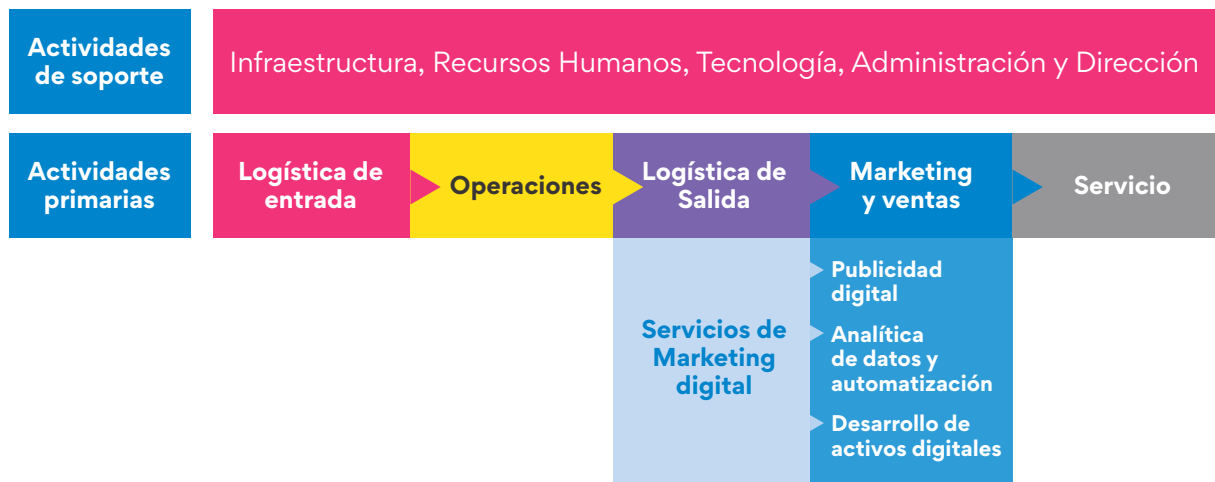 Actividades
de soporte
Infraestructura, Recursos Humanos, Tecnología, Administración y Dirección
Actividades
primarias
Logística de
entrada
Operaciones
Logística de
Salida
Marketing
y ventas
Servicio
Servicios de
Marketing
digital
Publicidad
digital
Analítica
de datos y
automatización
Desarrollo de
activos digitales